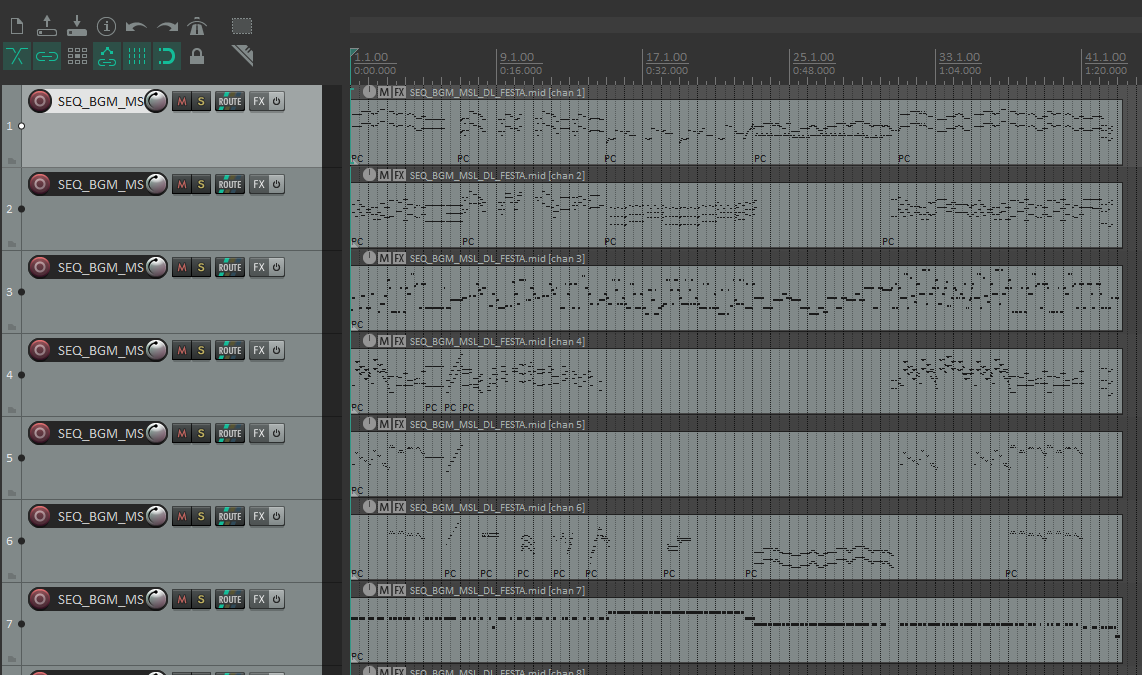 1.1.00 9.1.00 17.1.00 25.1.00 33.1.00 41.1.00
0:00.000 0:16.000 0:32.000 0:48.000 1:04.000 1:20.000
M FX SEQ_BGM_MSL_DL_FESTA.mid [chan 1]
SEQ_BGM_MS M S ROUTE FX
1
PC PC PC PC PC
M FX SEQ_BGM_MSL_DL_FESTA.mid [chan 2]
SEQ_BGM_MS M S ROUTE FX
2
PC PC PC PC
M FX SEQ_BGM_MSL_DL_FESTA.mid [chan 3]
SEQ_BGM_MS M S ROUTE FX
3
PC
M FX SEQ_BGM_MSL_DL_FESTA.mid [chan 4]
SEQ_BGM_MS M S ROUTE FX
4
PC PC PC PC
M FX SEQ_BGM_MSL_DL_FESTA.mid [chan 5]
SEQ_BGM_MS M S ROUTE FX
5
PC
M FX SEQ_BGM_MSL_DL_FESTA.mid [chan 6]
SEQ_BGM_MS M S ROUTE FX
6
PC PC PC PC PC PC PC PC PC
M FX SEQ_BGM_MSL_DL_FESTA.mid [chan 7]
SEQ_BGM_MS M S ROUTE FX
7
PC
M FX SEQ_BGM_MSL_DL_FESTA.mid [chan 8]